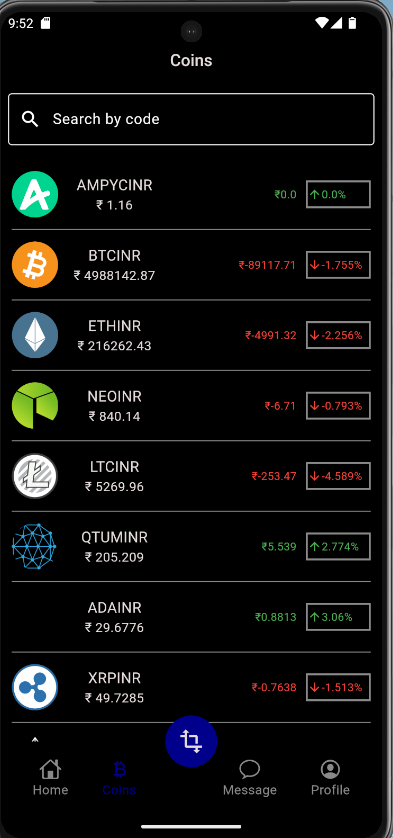 9:52
Coins
Search by code
AMPYCINR
₹ 1.16
₹0.0
0.0%
BTCINR
₹ 4988142.87
₹-89117.71
-1.755%
ETHINR
₹ 216262.43
₹-4991.32
-2.256%
NEOINR
₹ 840.14
₹-6.71
-0.793%
LTCINR
₹ 5269.96
₹-253.47
-4.589%
QTUMINR
₹ 205.209
₹5.539
2.774%
ADAINR
₹ 29.6776
₹0.8813
3.06%
XRPINR
₹ 49.7285
₹-0.7638
-1.513%
Home
Coins
Message
Profile